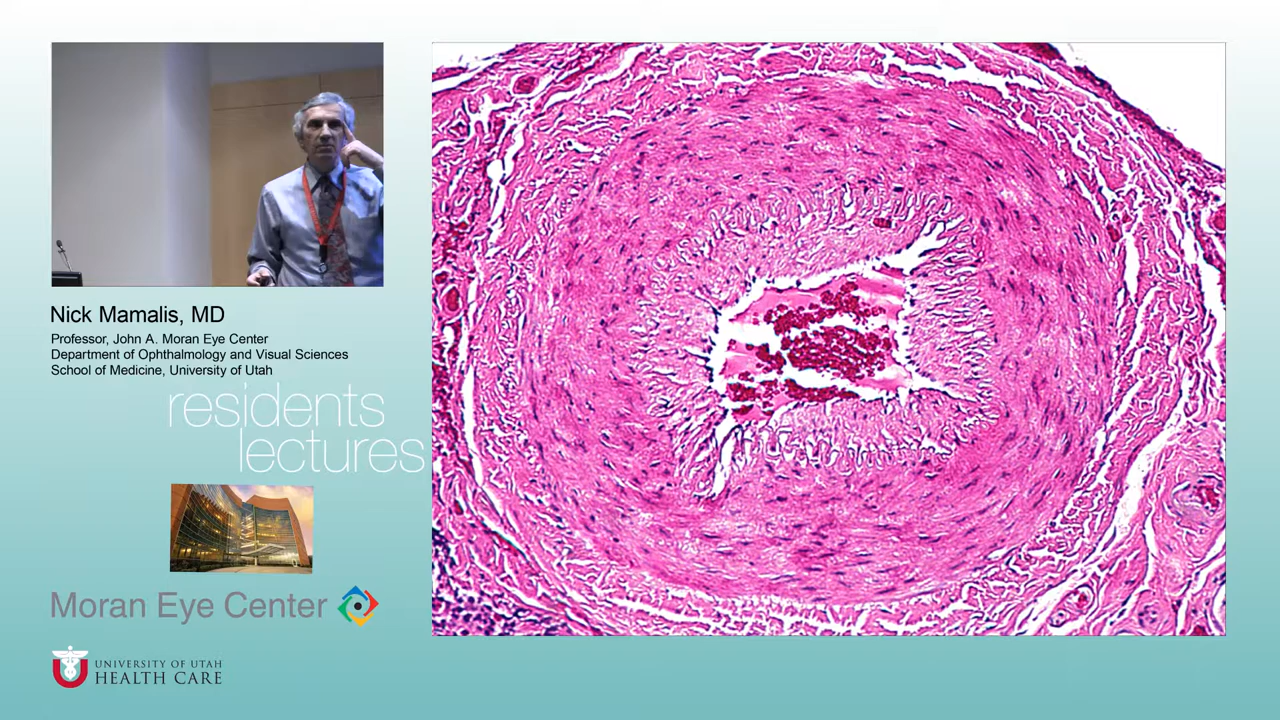 Nick Mamalis, MD
Professor, John A. Moran Eye Center
Department of Ophthalmology and Visual Sciences
School of Medicine, University of Utah
residents
lectures
Moran Eye Center
UNIVERSITY OF UTAH
HEALTH CARE